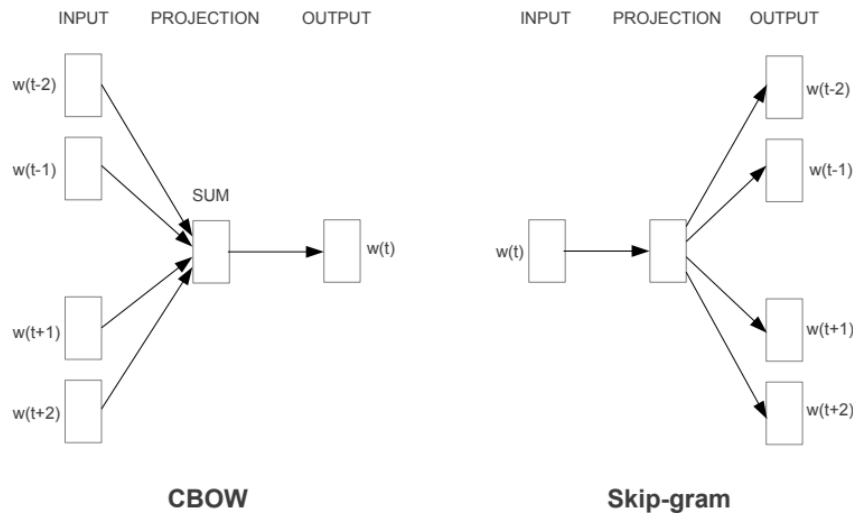 INPUT PROJECTION OUTPUT
w(t-2)
w(t-1)
SUM
w(t)
w(t+1)
w(t+2)
CBOW
INPUT PROJECTION OUTPUT
w(t-2)
w(t-1)
w(t)
w(t+1)
w(t+2)
Skip-gram